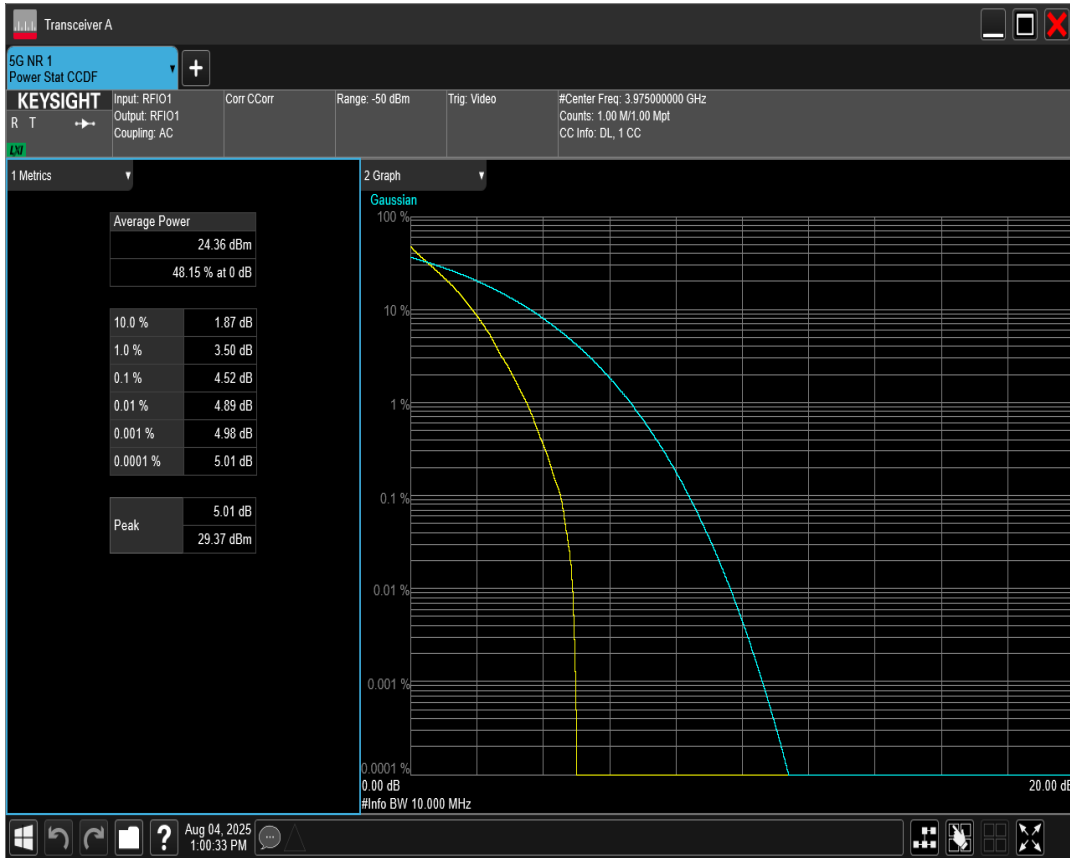 Transceiver A
5G NR 1
Power Stat CCDF
KEYSIGHT
R T
LXI
Input: RFIO1
Output: RFIO1
Coupling: AC
Corr CCorr
Range: -50 dBm
Trig: Video
#Center Freq: 3.975000000 GHz
Counts: 1.00 M/1.00 Mpt
CC Info: DL, 1 CC
1 Metrics
Average Power
24.36 dBm
48.15 % at 0 dB
10.0 % 1.87 dB
1.0 % 3.50 dB
0.1 % 4.52 dB
0.01 % 4.89 dB
0.001 % 4.98 dB
0.0001 % 5.01 dB
Peak 5.01 dB
29.37 dBm
2 Graph
Gaussian
100 %
10 %
1 %
0.1 %
0.01 %
0.001 %
0.0001 %
0.00 dB 20.00 dB
#Info BW 10.000 MHz
? Aug 04, 2025
1:00:33 PM